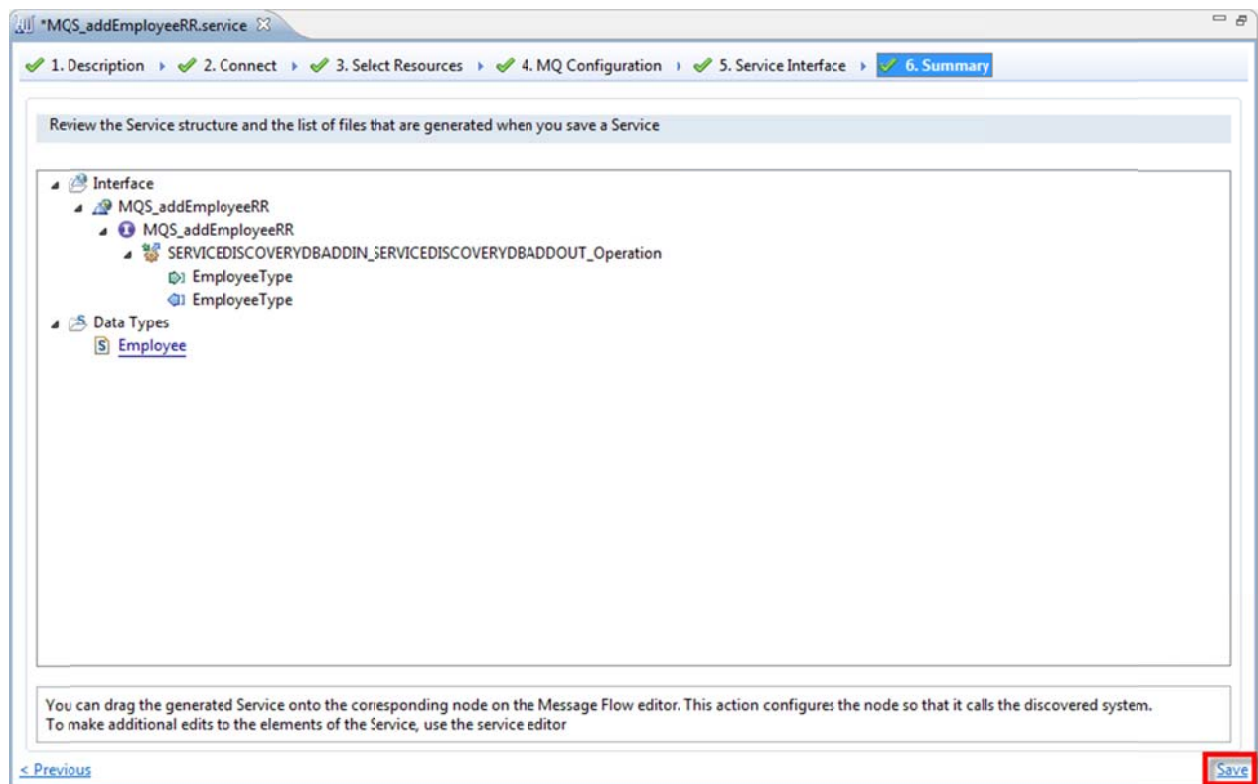 *MQS_addEmployeeRR.service
1. Description 2. Connect 3. Select Resources 4. MQ Configuration 5. Service Interface 6. Summary
Review the Service structure and the list of files that are generated when you save a Service
Interface
MQS_addEmployeeRR
MQS_addEmployeeRR
SERVICEDISCOVERYDBADDIN_SERVICEDISCOVERYDBADDOUT_Operation
EmployeeType
EmployeeType
Data Types
Employee
You can drag the generated Service onto the corresponding node on the Message Flow editor. This action configures the node so that it calls the discovered system.
To make additional edits to the elements of the Service, use the service editor
< Previous Save